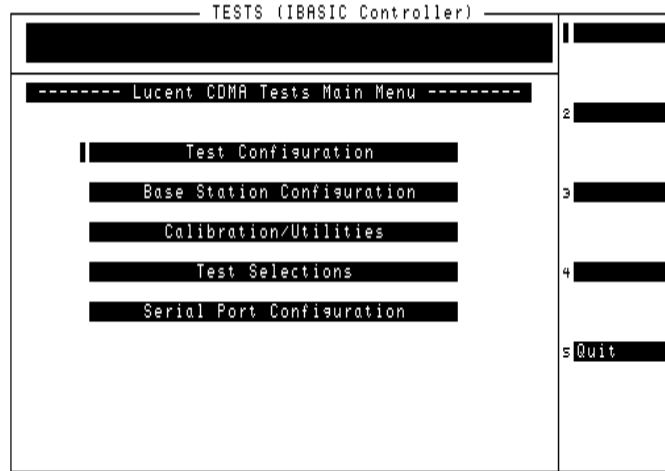 TESTS (IBASIC Controller)
-------- Lucent CDMA Tests Main Menu ---------
Test Configuration
Base Station Configuration
Calibration/Utilities
Test Selections
Serial Port Configuration
1
2
3
4
5 Quit